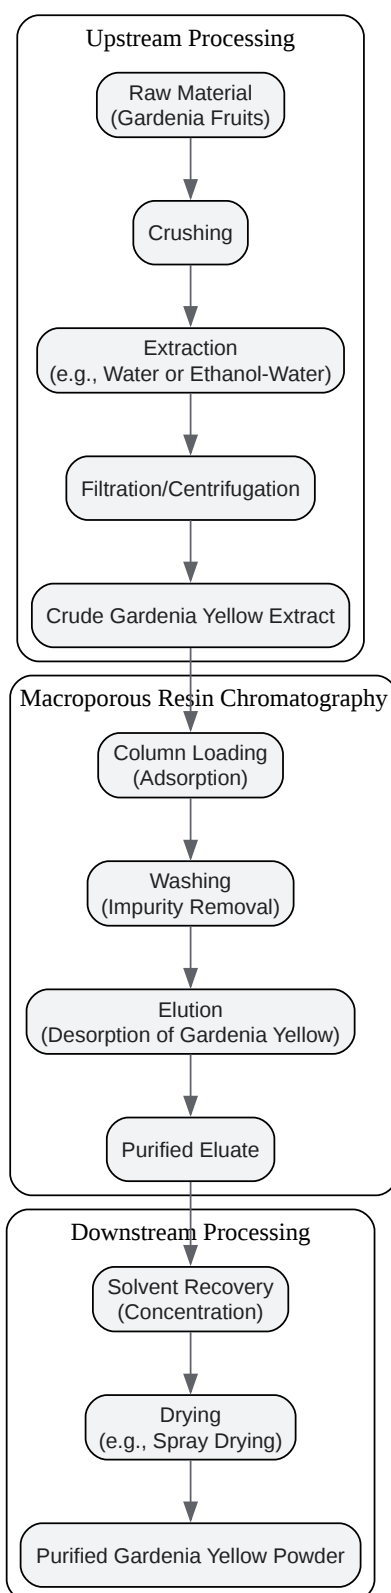 Upstream Processing
Raw Material
(Gardenia Fruits)
Crushing
Extraction
(e.g., Water or Ethanol-Water)
Filtration/Centrifugation
Crude Gardenia Yellow Extract
Macroporous Resin Chromatography
Column Loading
(Adsorption)
Washing
(Impurity Removal)
Elution
(Desorption of Gardenia Yellow)
Purified Eluate
Downstream Processing
Solvent Recovery
(Concentration)
Drying
(e.g., Spray Drying)
Purified Gardenia Yellow Powder